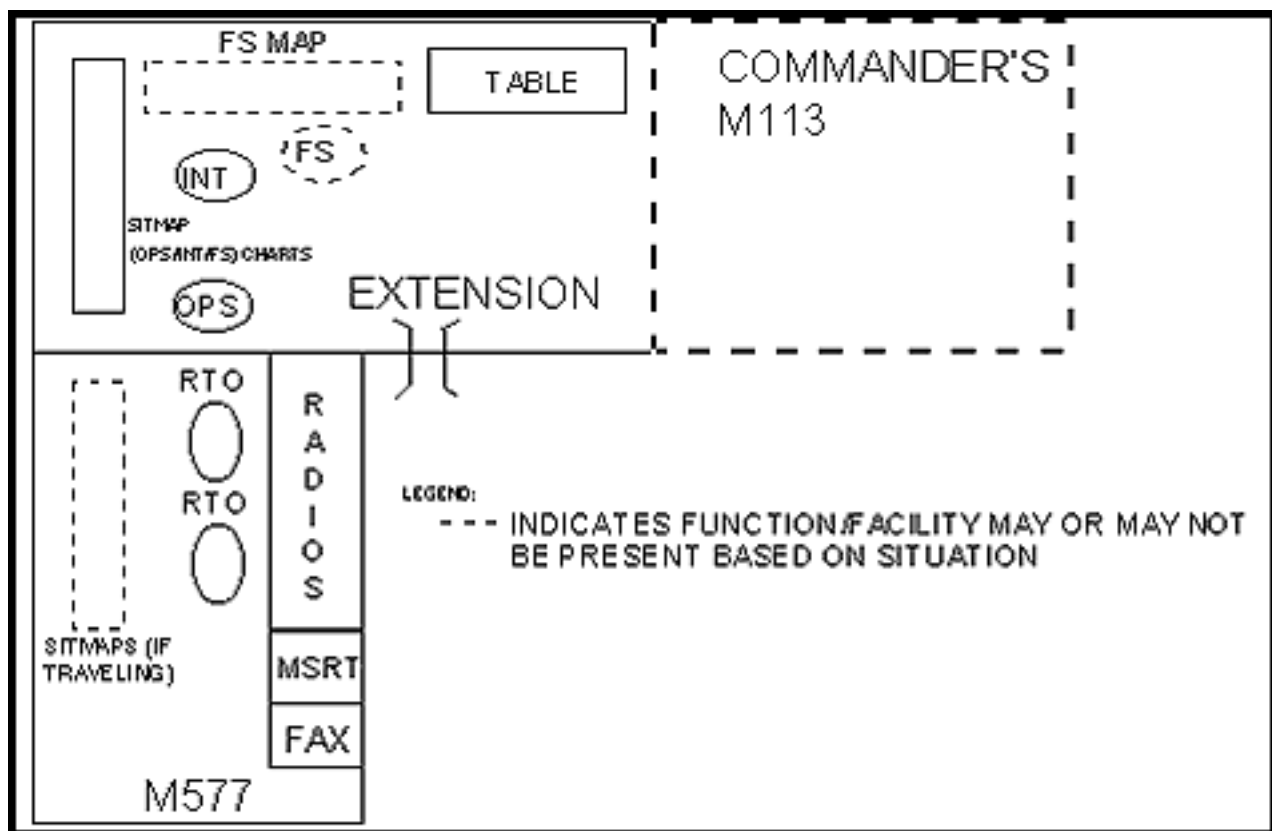 FS MAP
TABLE
COMMANDER'S
M113
FS
INT
SITMAP
(OPS/INT/FS) CHARTS
OPS
EXTENSION
RTO
RTO
RADIOS
LEGEND:
--- INDICATES FUNCTION/FACILITY MAY OR MAY NOT
BE PRESENT BASED ON SITUATION
SITMAPS (IF
TRAVELING)
MSRT
FAX
M577